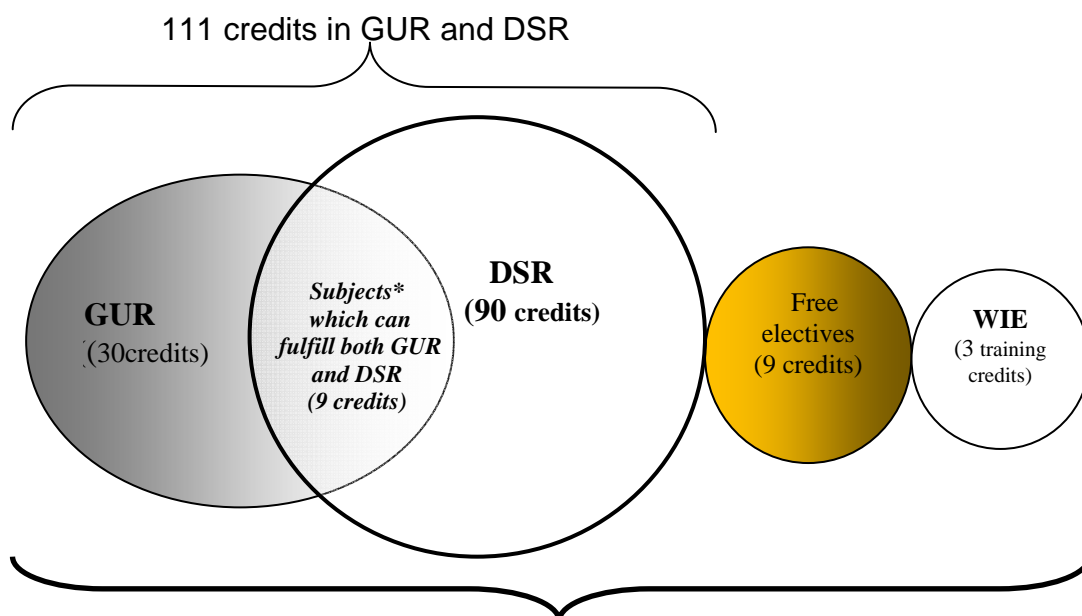 111 credits in GUR and DSR
GUR
(30credits)
Subjects*
which can
fulfill both GUR
and DSR
(9 credits)
DSR
(90 credits)
Free
electives
(9 credits)
WIE
(3 training
credits)